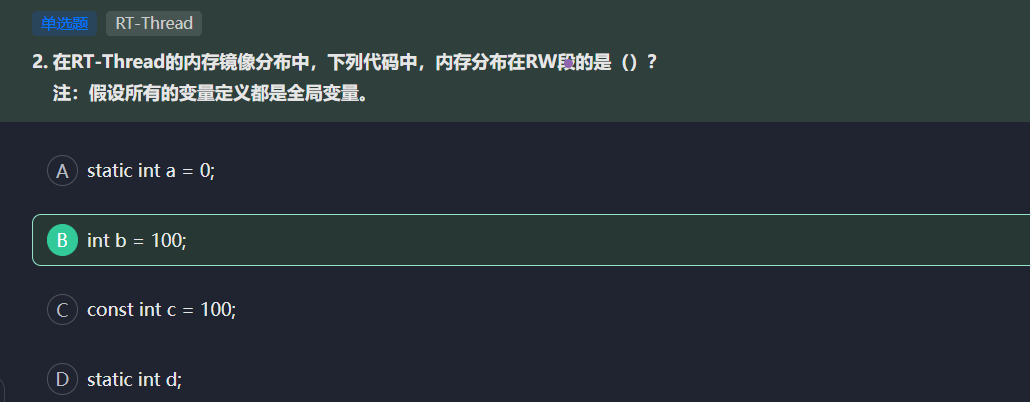 单选题 RT-Thread
2. 在RT-Thread的内存镜像分布中，下列代码中，内存分布在RW段的是（）？
注：假设所有的变量定义都是全局变量。
A static int a = 0;
B int b = 100;
C const int c = 100;
D static int d;